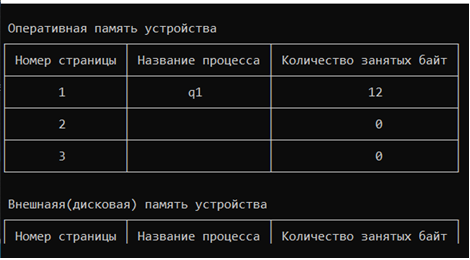 Оперативная память устройства
Номер страницы Название процесса Количество занятых байт
1 q1 12
2 0
3 0
Внешнаяя(дисковая) память устройства
Номер страницы Название процесса Количество занятых байт